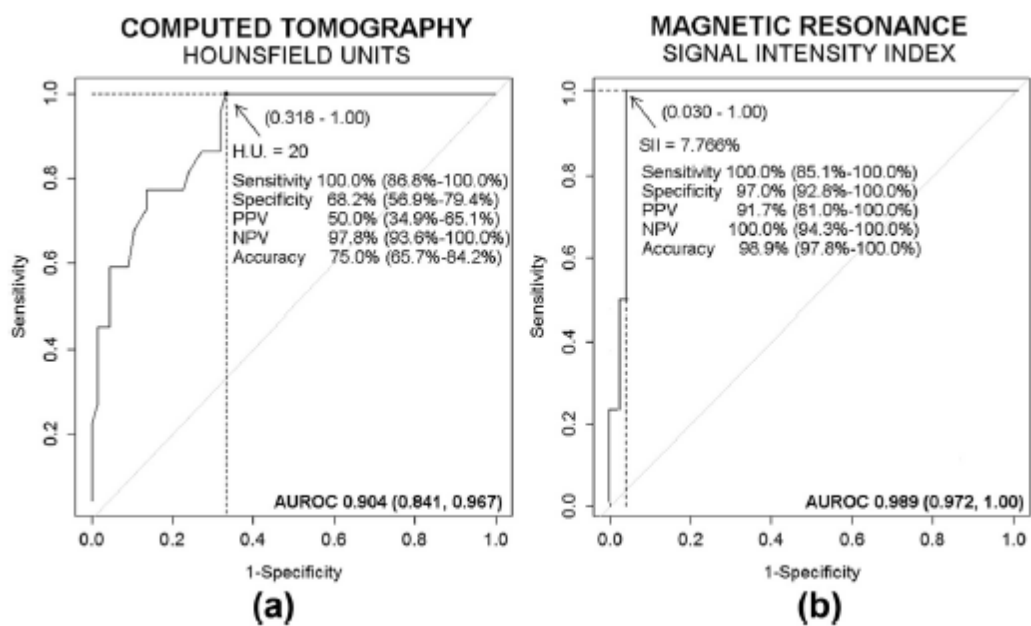 COMPUTED TOMOGRAPHY
HOUNSFIELD UNITS
1.0
0.8
0.6
0.4
0.2
Sensitivity
(0.318 - 1.00)
H.U. = 20
Sensitivity 100.0% (86.8%-100.0%)
Specificity 68.2% (56.9%-79.4%)
PPV 50.0% (34.9%-65.1%)
NPV 97.8% (93.6%-100.0%)
Accuracy 75.0% (65.7%-84.2%)
AUROC 0.904 (0.841, 0.967)
0.0 0.2 0.4 0.6 0.8 1.0
1-Specificity
(a)
MAGNETIC RESONANCE
SIGNAL INTENSITY INDEX
1.0
0.8
0.6
0.4
0.2
0.0
Sensitivity
(0.030 - 1.00)
SII = 7.766%
Sensitivity 100.0% (85.1%-100.0%)
Specificity 97.0% (92.8%-100.0%)
PPV 91.7% (81.0%-100.0%)
NPV 100.0% (94.3%-100.0%)
Accuracy 98.9% (97.8%-100.0%)
AUROC 0.989 (0.972, 1.00)
0.0 0.2 0.4 0.6 0.8 1.0
1-Specificity
(b)